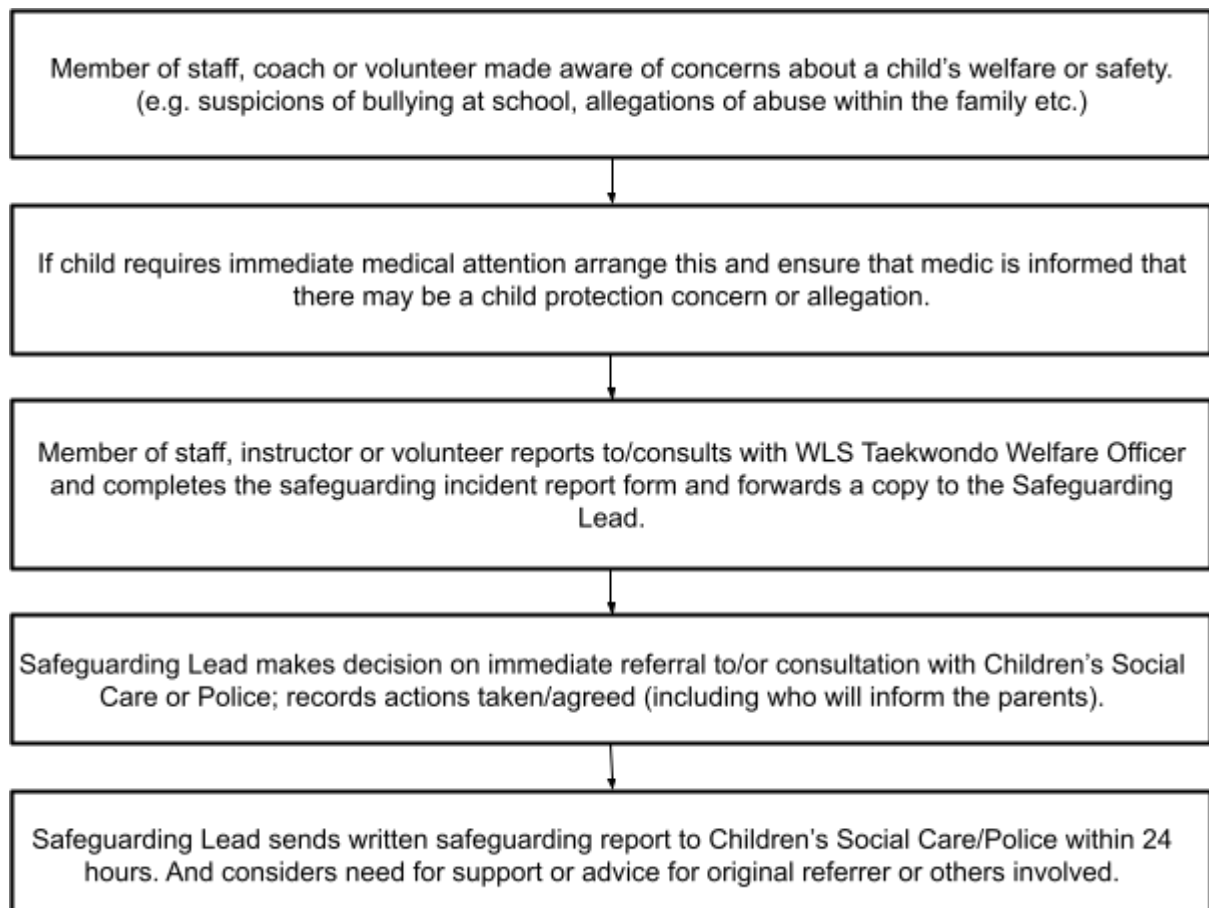 Member of staff, coach or volunteer made aware of concerns about a child's welfare or safety.
(e.g. suspicions of bullying at school, allegations of abuse within the family etc.)
If child requires immediate medical attention arrange this and ensure that medic is informed that
there may be a child protection concern or allegation.
Member of staff, instructor or volunteer reports to/consults with WLS Taekwondo Welfare Officer
and completes the safeguarding incident report form and forwards a copy to the Safeguarding
Lead.
Safeguarding Lead makes decision on immediate referral to/or consultation with Children's Social
Care or Police; records actions taken/agreed (including who will inform the parents).
Safeguarding Lead sends written safeguarding report to Children's Social Care/Police within 24
hours. And considers need for support or advice for original referrer or others involved.